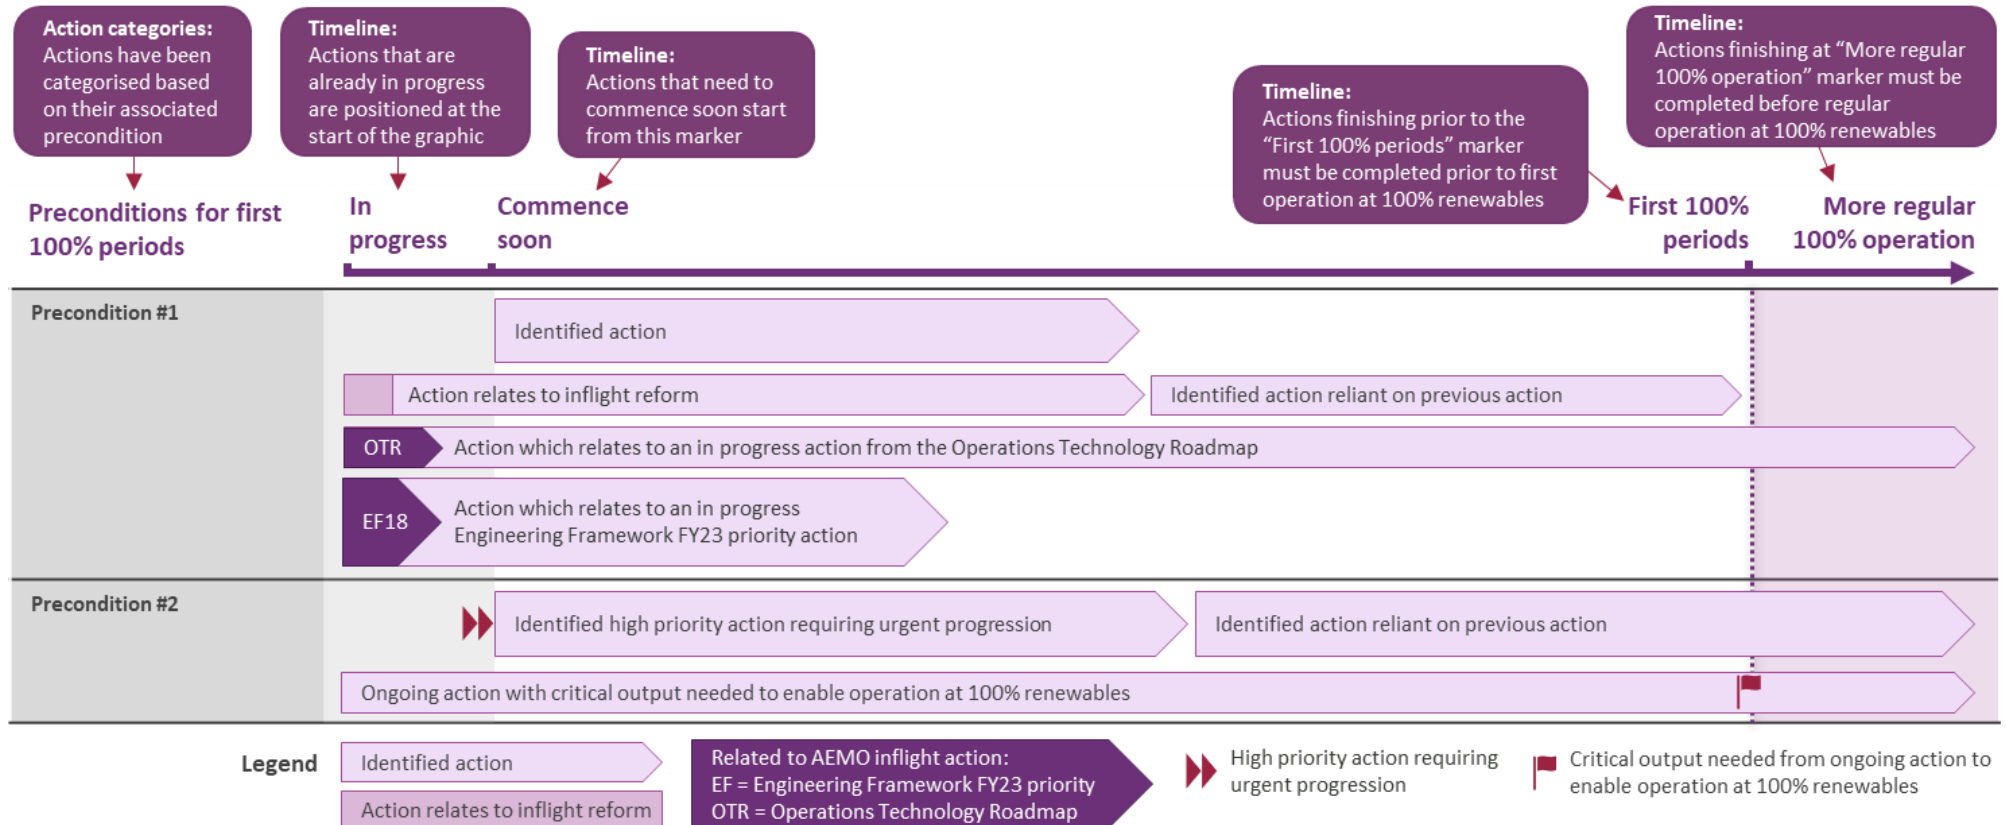 Action categories:
Actions have been
categorised based
on their associated
precondition
Timeline:
Actions that are
already in progress
are positioned at the
start of the graphic
Timeline:
Actions that need to
commence soon start
from this marker
Timeline:
Actions finishing prior to the
“First 100% periods” marker
must be completed prior to first
operation at 100% renewables
Timeline:
Actions finishing at “More regular
100% operation” marker must be
completed before regular
operation at 100% renewables
Preconditions for first
100% periods
In
progress
Commence
soon
First 100%
periods
More regular
100% operation
Precondition #1
Identified action
Action relates to inflight reform
Identified action reliant on previous action
OTR
Action which relates to an in progress action from the Operations Technology Roadmap
EF18
Action which relates to an in progress
Engineering Framework FY23 priority action
Precondition #2
Identified high priority action requiring urgent progression
Identified action reliant on previous action
Ongoing action with critical output needed to enable operation at 100% renewables
Legend
Identified action
Action relates to inflight reform
Related to AEMO inflight action:
EF = Engineering Framework FY23 priority
OTR = Operations Technology Roadmap
High priority action requiring
urgent progression
Critical output needed from ongoing action to
enable operation at 100% renewables